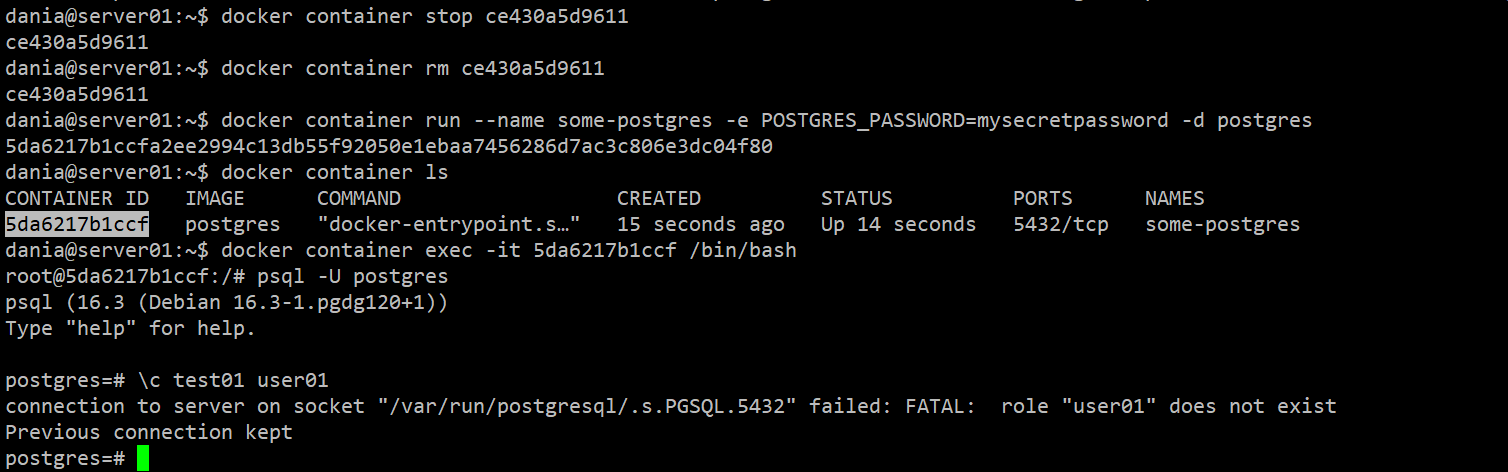 dania@server01:~$ docker container stop ce430a5d9611
ce430a5d9611
dania@server01:~$ docker container rm ce430a5d9611
ce430a5d9611
dania@server01:~$ docker container run --name some-postgres -e POSTGRES_PASSWORD=mysecretpassword -d postgres
5da6217b1ccfa2ee2994c13db55f92050e1ebaa7456286d7ac3c806e3dc04f80
dania@server01:~$ docker container ls
CONTAINER ID   IMAGE      COMMAND                  CREATED          STATUS          PORTS      NAMES
5da6217b1ccf   postgres   "docker-entrypoint.s…"   15 seconds ago   Up 14 seconds   5432/tcp   some-postgres
dania@server01:~$ docker container exec -it 5da6217b1ccf /bin/bash
root@5da6217b1ccf:/# psql -U postgres
psql (16.3 (Debian 16.3-1.pgdg120+1))
Type "help" for help.

postgres=# \c test01 user01
connection to server on socket "/var/run/postgresql/.s.PGSQL.5432" failed: FATAL:  role "user01" does not exist
Previous connection kept
postgres=#